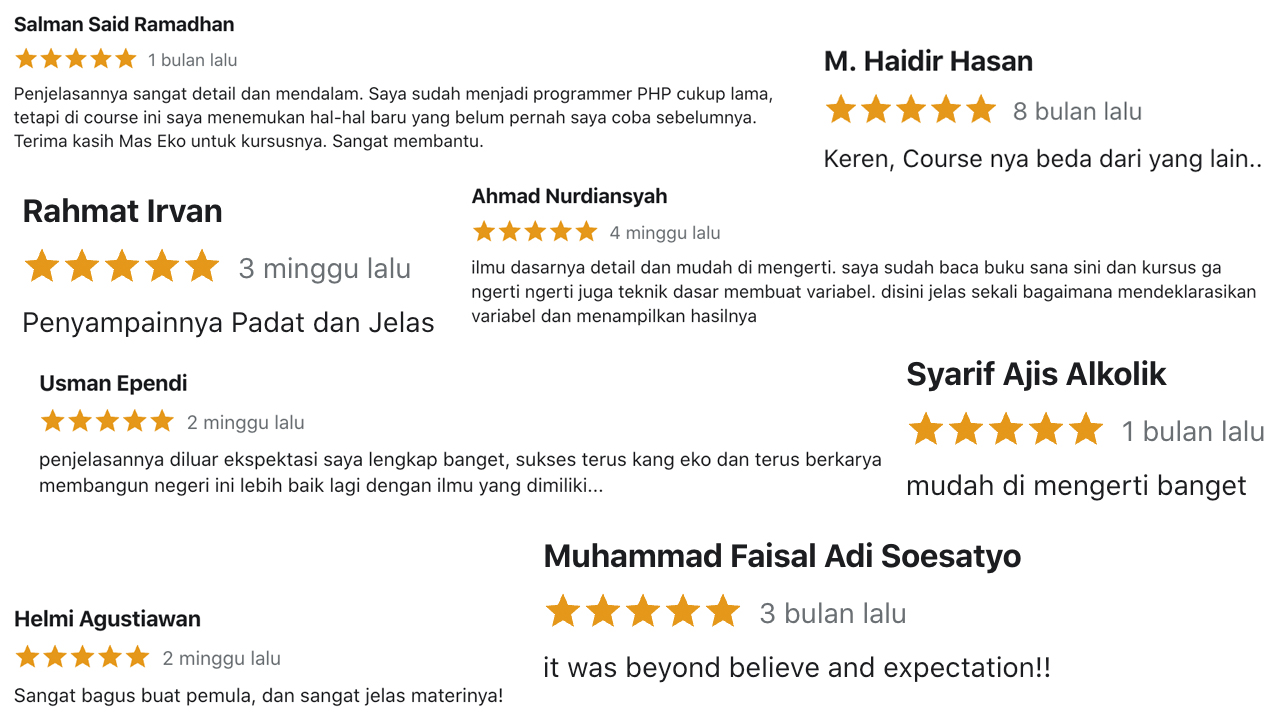 Salman Said Ramadhan
1 bulan lalu
Penjelasannya sangat detail dan mendalam. Saya sudah menjadi programmer PHP cukup lama,
tetapi di course ini saya menemukan hal-hal baru yang belum pernah saya coba sebelumnya.
Terima kasih Mas Eko untuk kursusnya. Sangat membantu.
M. Haidir Hasan
8 bulan lalu
Keren, Course nya beda dari yang lain..
Rahmat Irvan
3 minggu lalu
Penyampainnya Padat dan Jelas
Ahmad Nurdiansyah
4 minggu lalu
ilmu dasarnya detail dan mudah di mengerti. saya sudah baca buku sana sini dan kursus ga
ngerti ngerti juga teknik dasar membuat variabel. disini jelas sekali bagaimana mendeklarasikan
variabel dan menampilkan hasilnya
Usman Ependi
2 minggu lalu
penjelasannya diluar ekspektasi saya lengkap banget, sukses terus kang eko dan terus berkarya
membangun negeri ini lebih baik lagi dengan ilmu yang dimiliki...
Syarif Ajis Alkolik
1 bulan lalu
mudah di mengerti banget
Muhammad Faisal Adi Soesatyo
3 bulan lalu
it was beyond believe and expectation!!
Helmi Agustiawan
2 minggu lalu
Sangat bagus buat pemula, dan sangat jelas materinya!